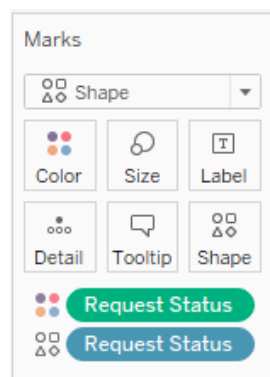 Marks
Shape
Color Size Label
Detail Tooltip Shape
Request Status
Request Status